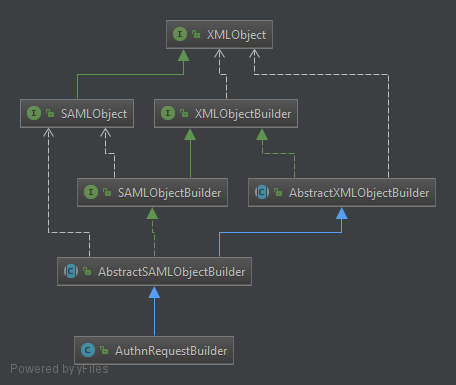 I XMLObject
I SAMLObject
I XMLObjectBuilder
I SAMLObjectBuilder
C AbstractXMLObjectBuilder
C AbstractSAMLObjectBuilder
C AuthnRequestBuilder
Powered by yFiles